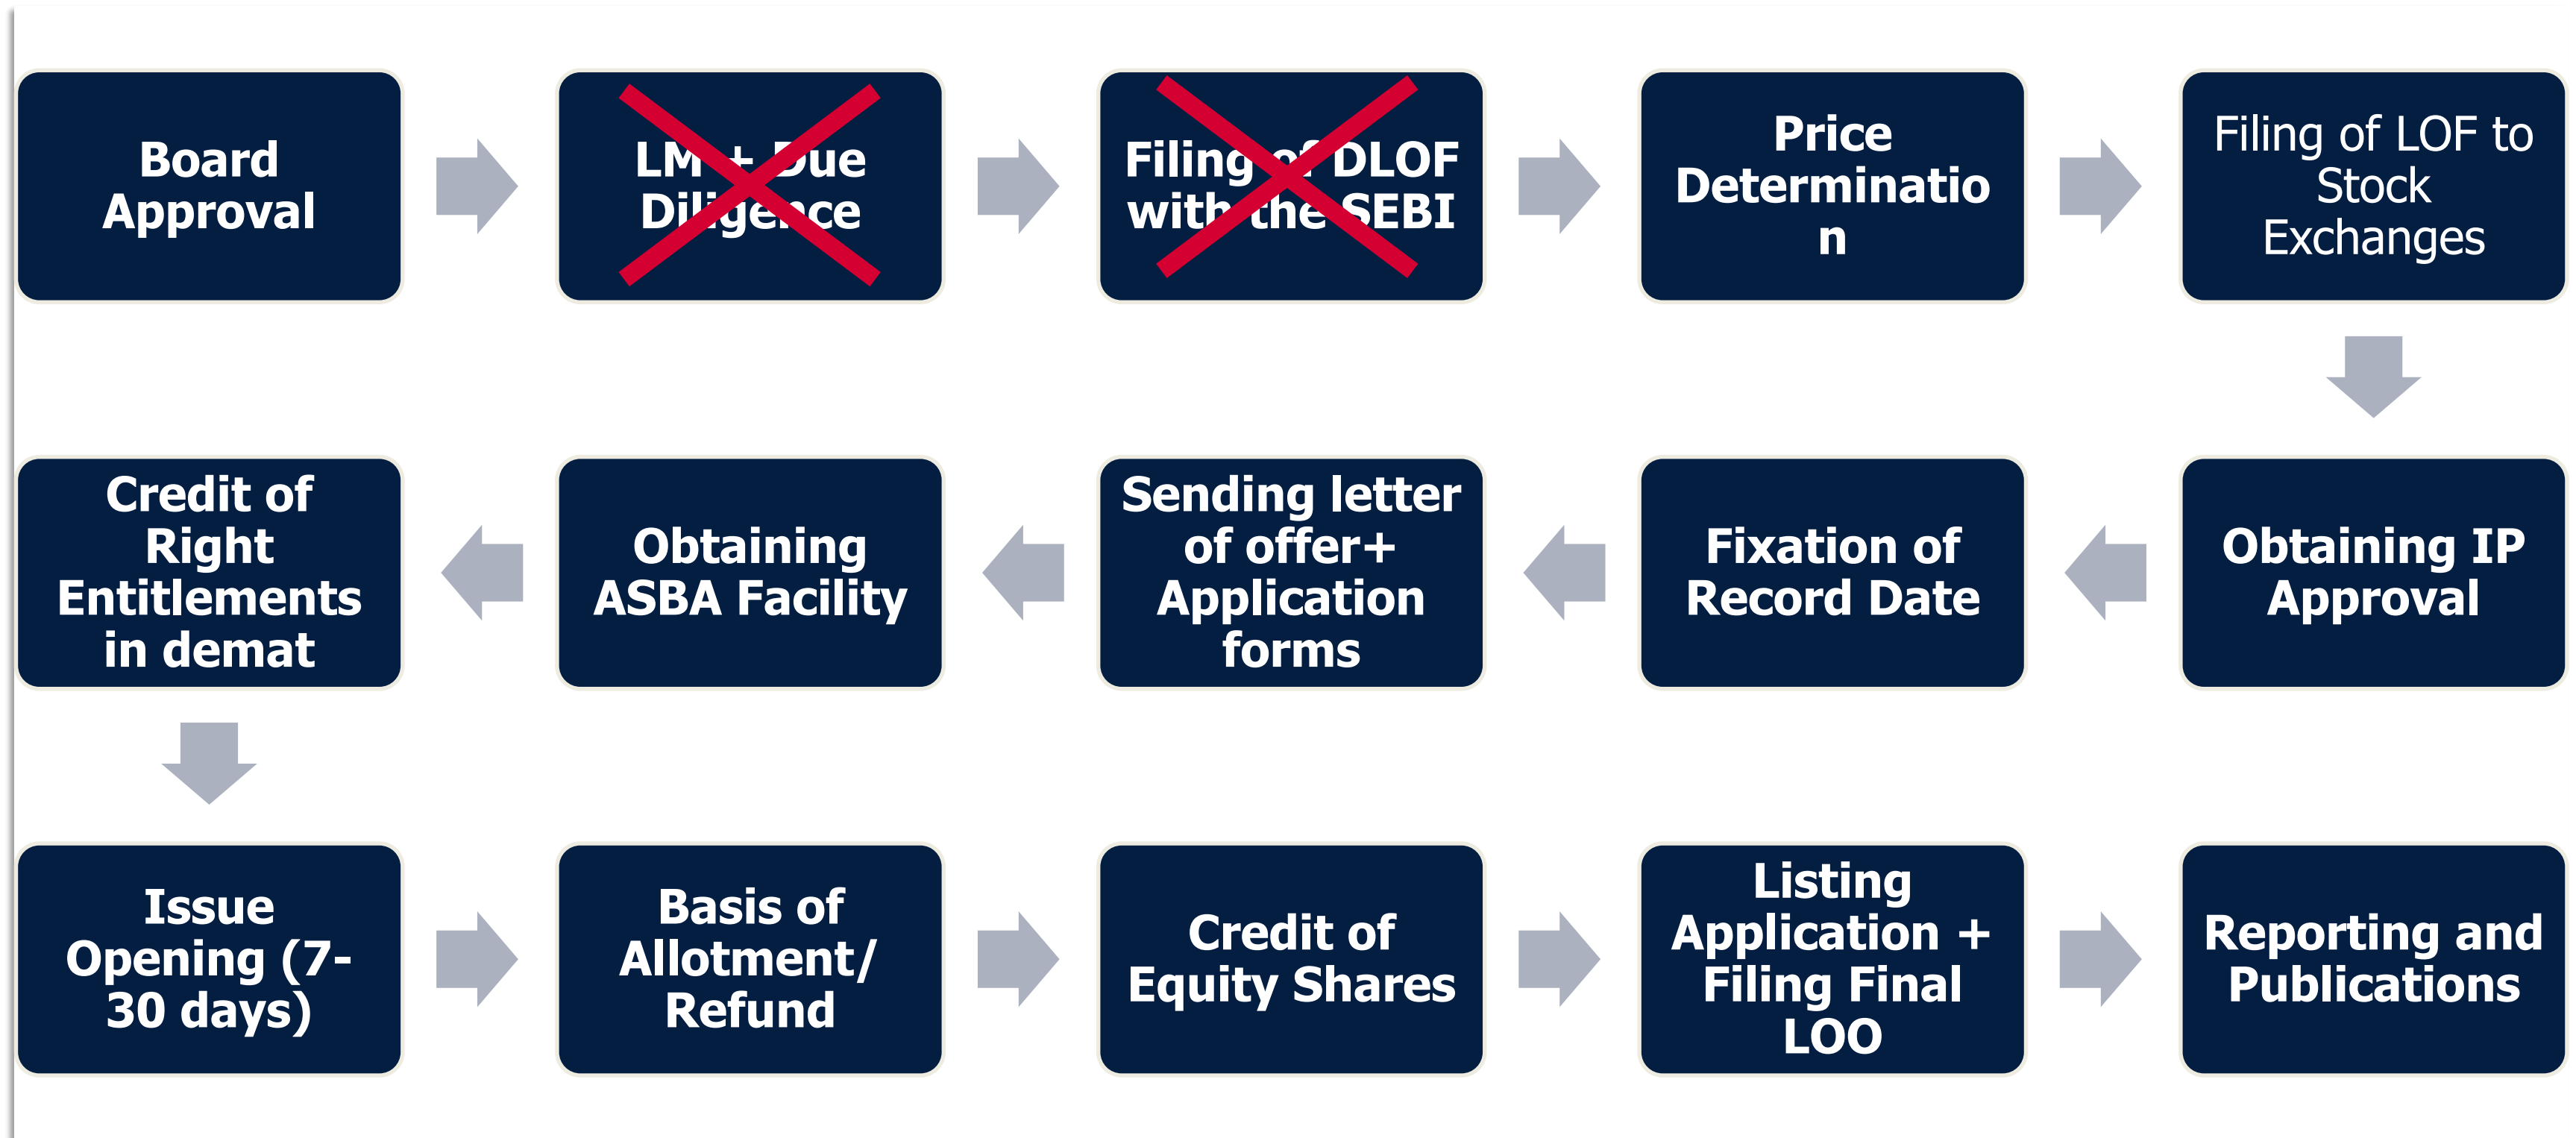 Board
Approval
LM + Due
Diligence
Filing of DLOF
with the SEBI
Price
Determinatio
n
Filing of LOF to
Stock
Exchanges
Obtaining IP
Approval
Fixation of
Record Date
Sending letter
of offer+
Application
forms
Obtaining
ASBA Facility
Credit of
Right
Entitlements
in demat
Issue
Opening (7-
30 days)
Basis of
Allotment/
Refund
Credit of
Equity Shares
Listing
Application +
Filing Final
LOO
Reporting and
Publications